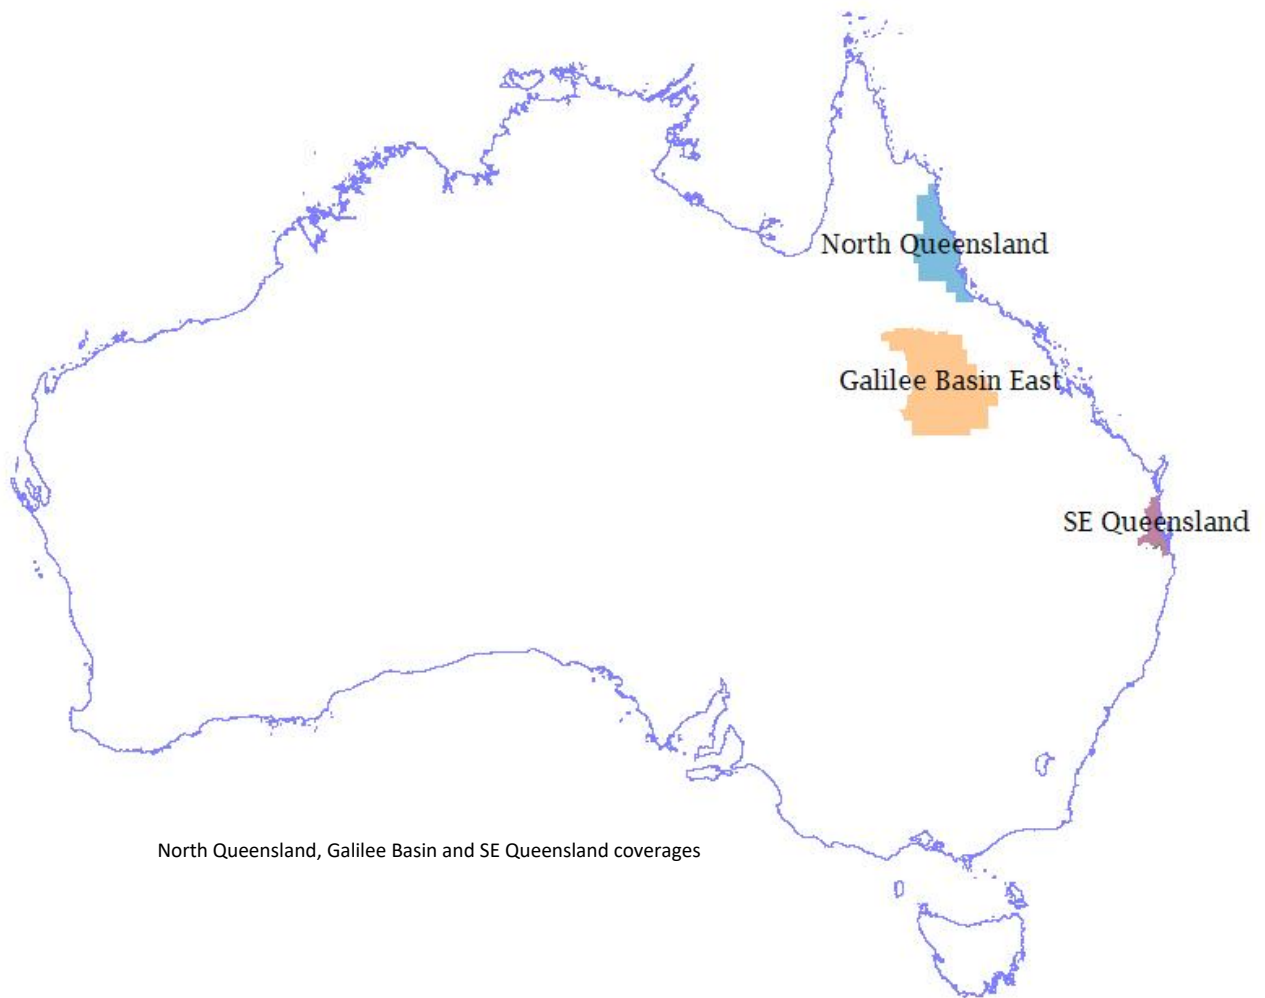 North Queensland
Galilee Basin East
SE Queensland
North Queensland, Galilee Basin and SE Queensland coverages